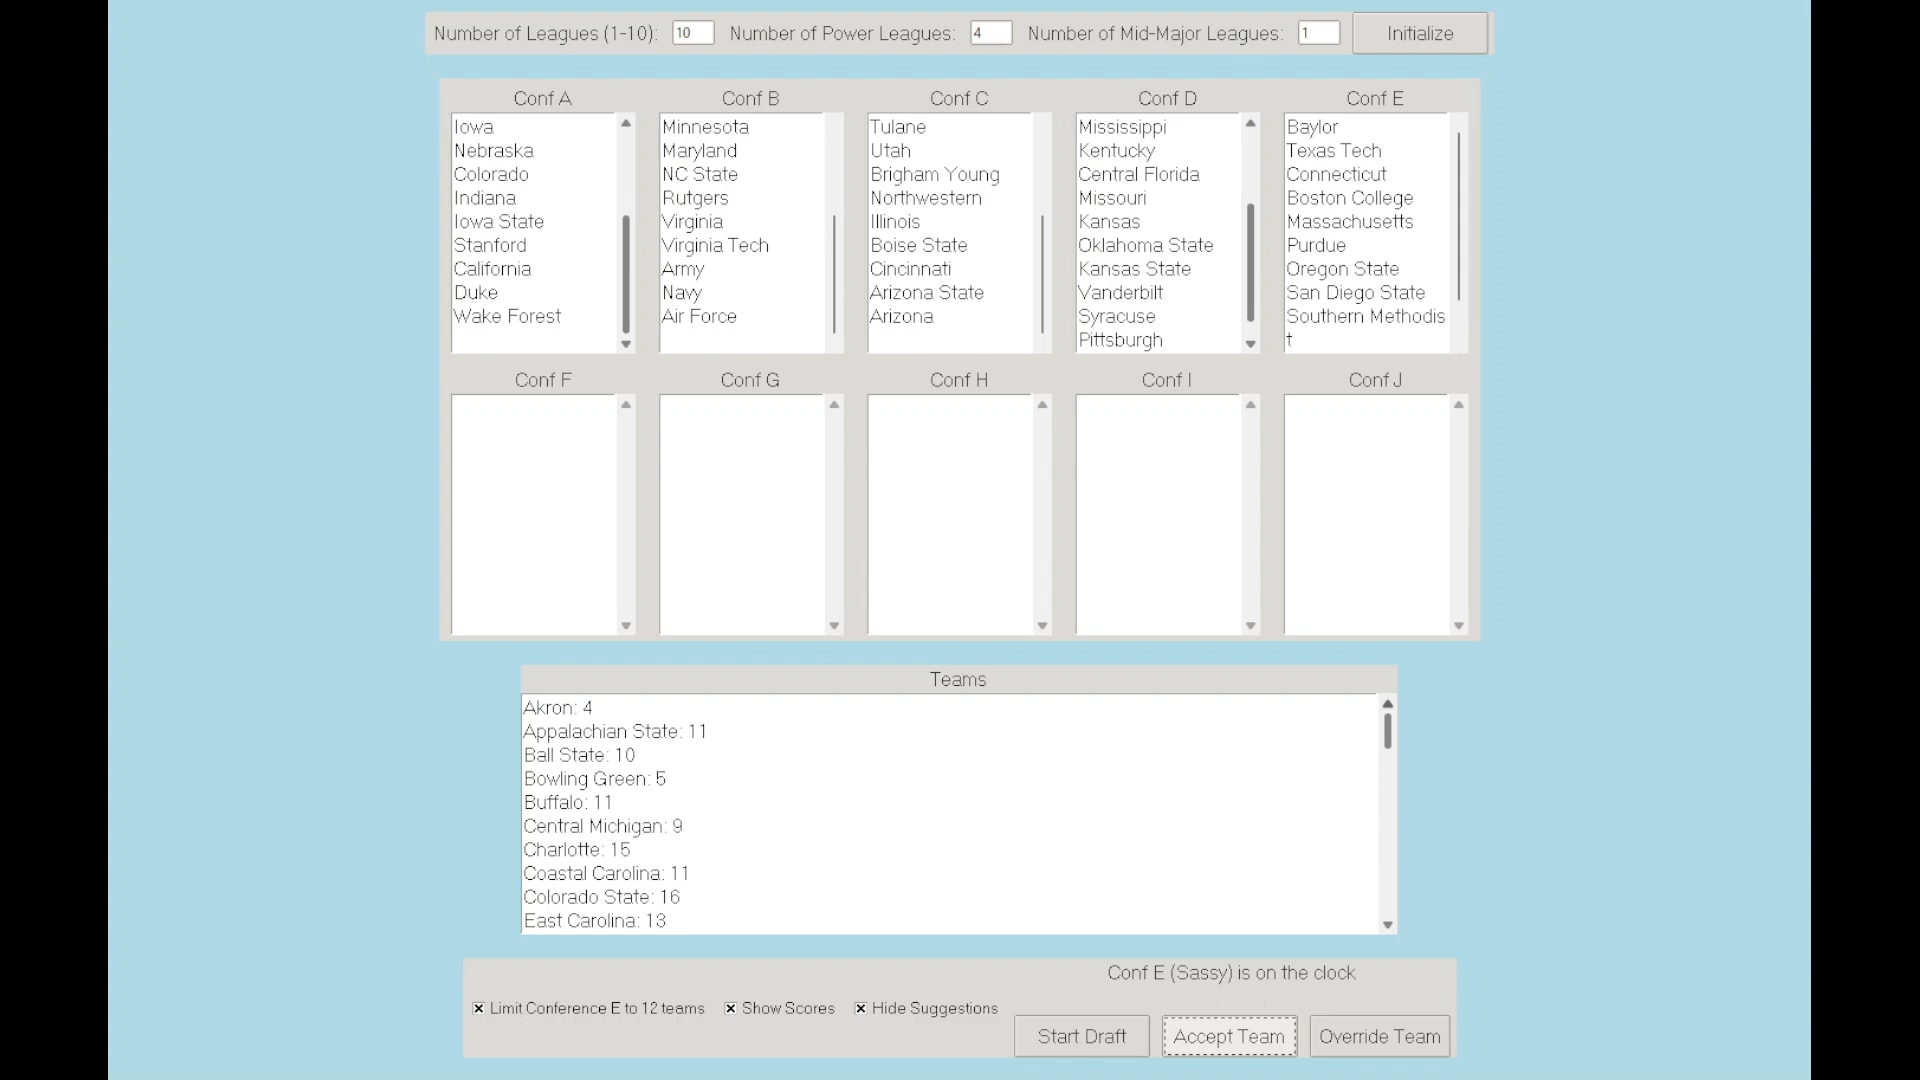 Number of Leagues (1-10): 10 Number of Power Leagues: 4 Number of Mid-Major Leagues: 1 Initialize
Conf A
Iowa
Nebraska
Colorado
Indiana
Iowa State
Stanford
California
Duke
Wake Forest
Conf B
Minnesota
Maryland
NC State
Rutgers
Virginia
Virginia Tech
Army
Navy
Air Force
Conf C
Tulane
Utah
Brigham Young
Northwestern
Illinois
Boise State
Cincinnati
Arizona State
Arizona
Conf D
Mississippi
Kentucky
Central Florida
Missouri
Kansas
Oklahoma State
Kansas State
Vanderbilt
Syracuse
Pittsburgh
Conf E
Baylor
Texas Tech
Connecticut
Boston College
Massachusetts
Purdue
Oregon State
San Diego State
Southern Methodis
t
Conf F
Conf G
Conf H
Conf I
Conf J
Teams
Akron: 4
Appalachian State: 11
Ball State: 10
Bowling Green: 5
Buffalo: 11
Central Michigan: 9
Charlotte: 15
Coastal Carolina: 11
Colorado State: 16
East Carolina: 13
Conf E (Sassy) is on the clock
Limit Conference E to 12 teams Show Scores Hide Suggestions
Start Draft Accept Team Override Team